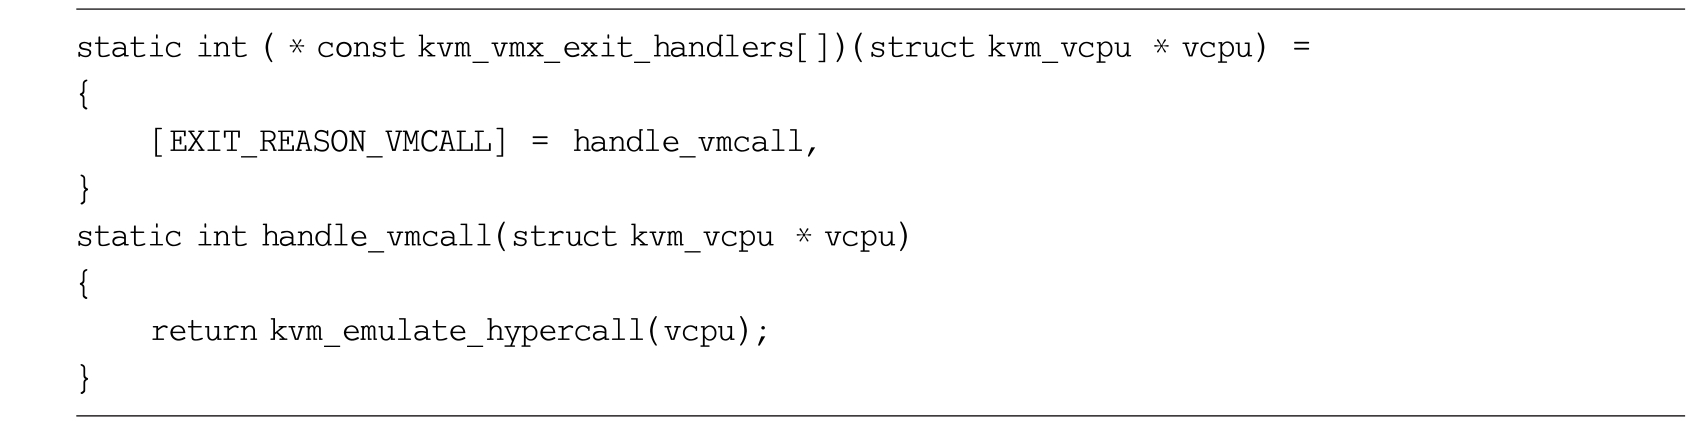 static int ( * const kvm_vmx_exit_handlers[ ])(struct kvm_vcpu * vcpu) =
{
    [EXIT_REASON_VMCALL] = handle_vmcall,
}
static int handle_vmcall(struct kvm_vcpu * vcpu)
{
    return kvm_emulate_hypercall(vcpu);
}